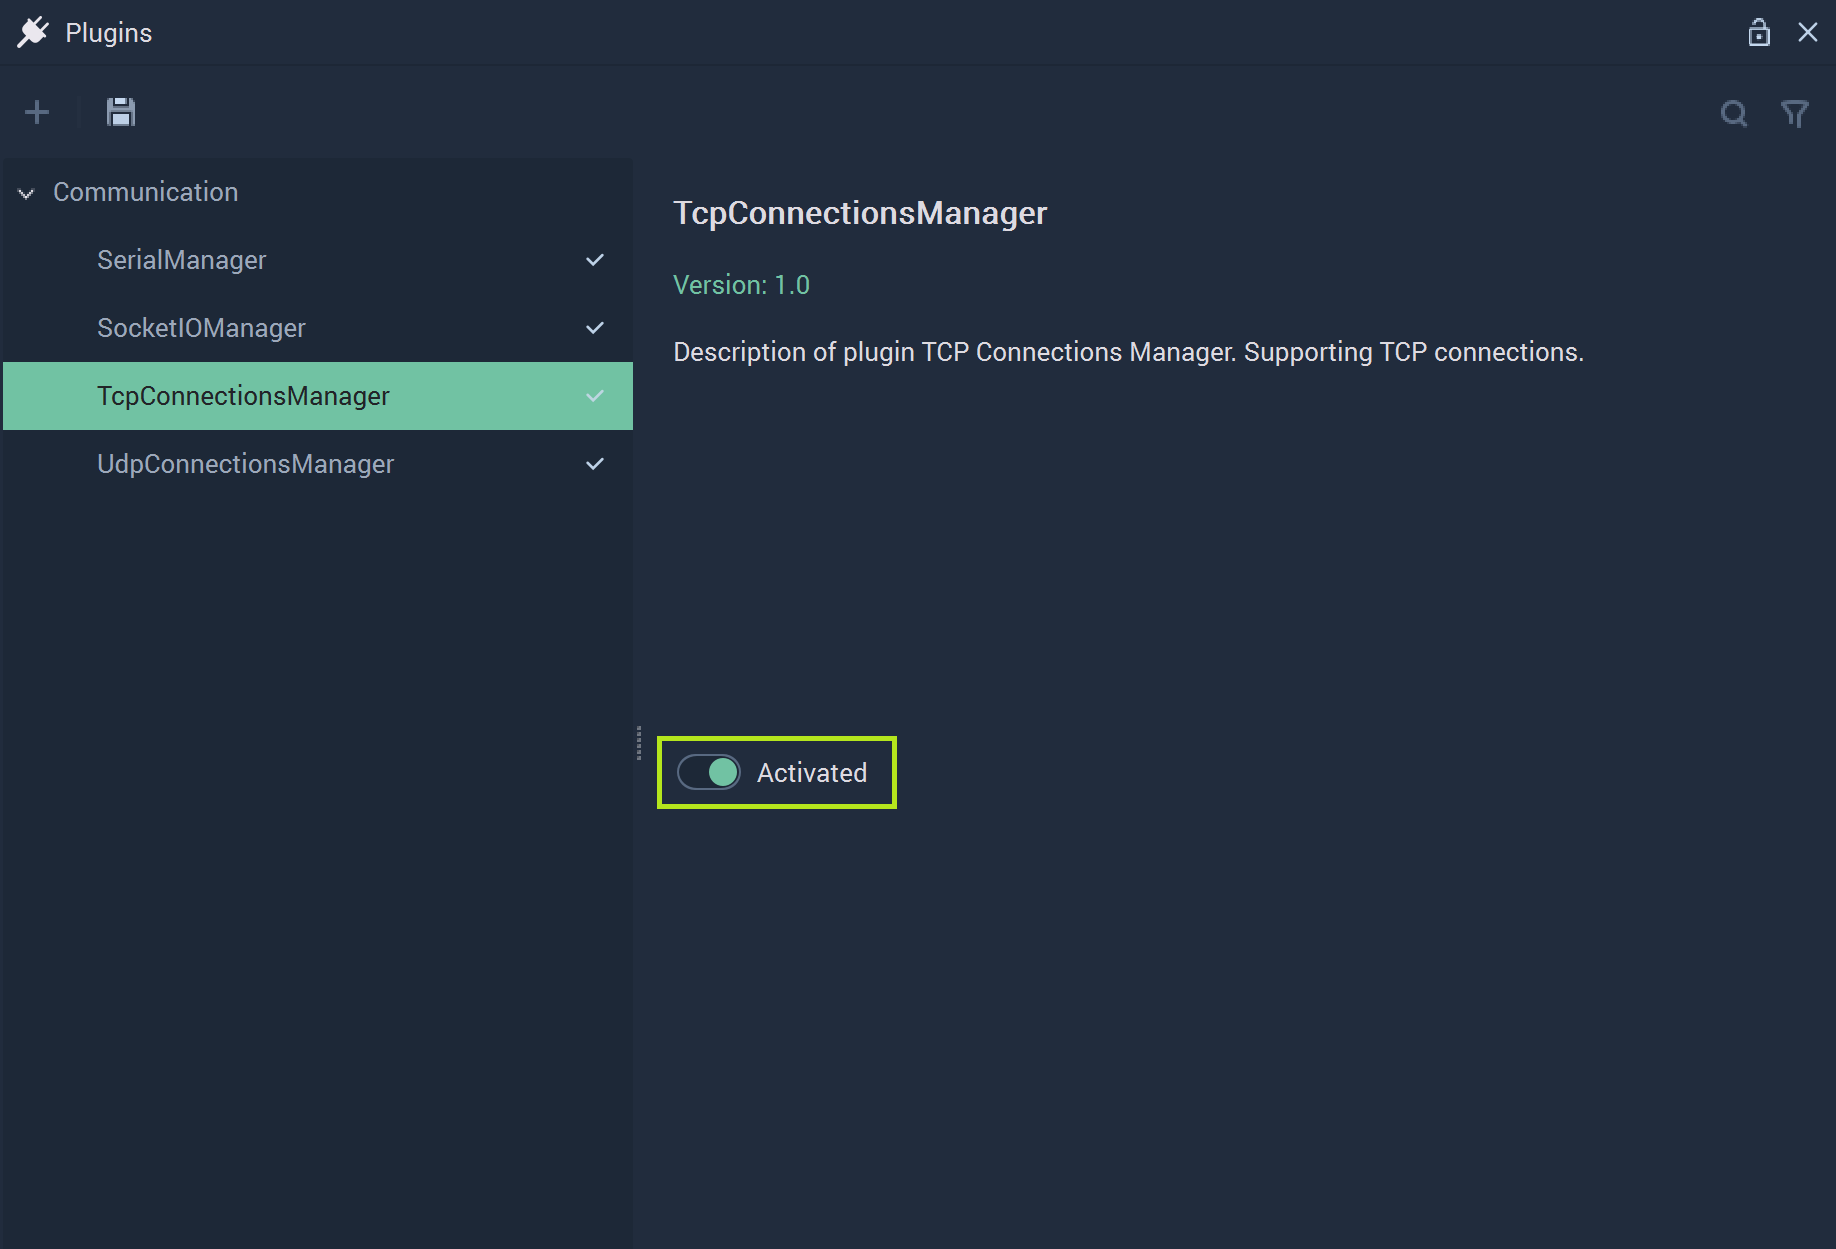 Plugins
Communication
SerialManager
SocketIOManager
TcpConnectionsManager
UdpConnectionsManager
TcpConnectionsManager
Version: 1.0
Description of plugin TCP Connections Manager. Supporting TCP connections.
Activated